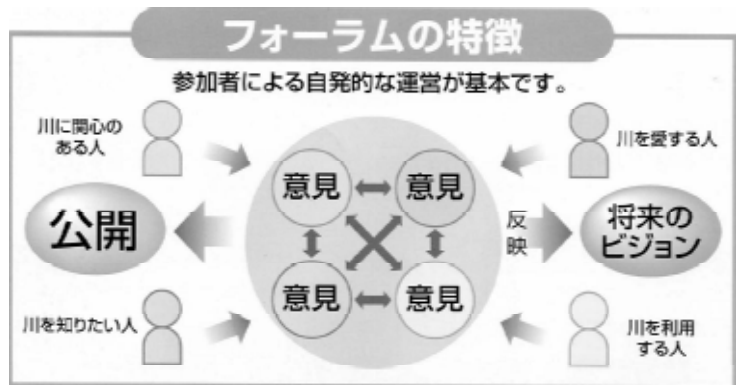 フォーラムの特徴
参加者による自発的な運営が基本です。
川に関心の
ある人
川を愛する人
意見
意見
公開
反
映
将来の
ビジョン
意見
意見
川を知りたい人
川を利用
する人